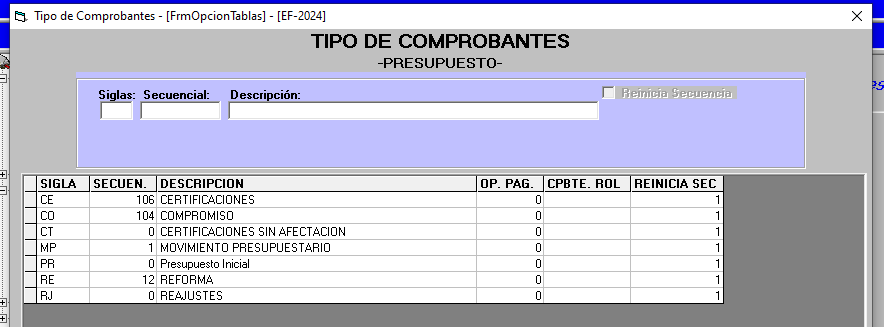 Tipo de Comprobantes - [FrmOpcionTablas] - [EF-2024]
TIPO DE COMPROBANTES
-PRESUPUESTO-
Siglas: Secuencial: Descripción: Reinicia Secuencia
SIGLA SECUEN. DESCRIPCION OP. PAG. CPBTE. ROL REINICIA SEC
CE 106 CERTIFICACIONES 0 1
CO 104 COMPROMISO 0 1
CT 0 CERTIFICACIONES SIN AFECTACION 0 1
MP 1 MOVIMIENTO PRESUPUESTARIO 0 1
PR 0 Presupuesto Inicial 0 1
RE 12 REFORMA 0 1
RJ 0 REAJUSTES 0 1